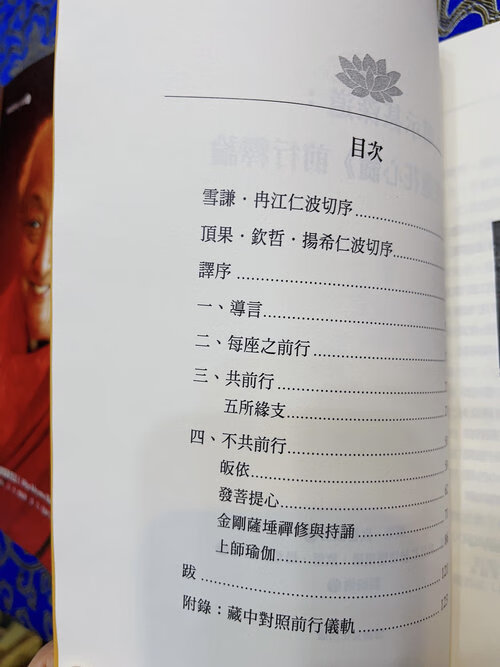 目次
雪謙·冉江仁波切序
頂果·欽哲·揚希仁波切序
譯序
一、導言
二、每座之前行
三、共前行
五所緣支
四、不共前行
皈依
發菩提心
金剛薩埵禪修與持誦
上師瑜伽
跋
附錄：藏中對照前行儀軌